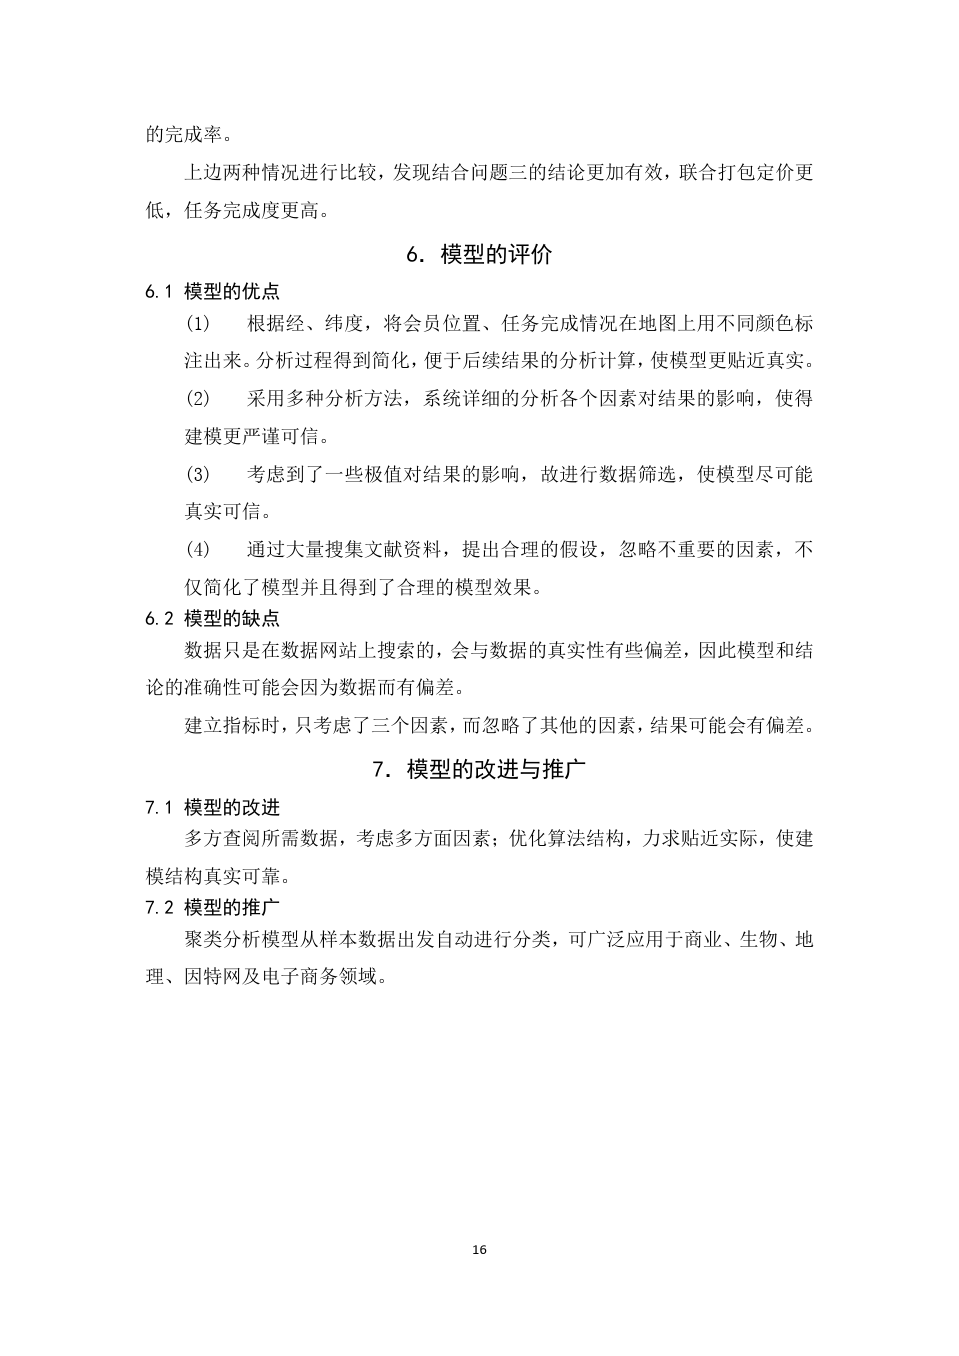 的完成率。
上边两种情况进行比较，发现结合问题三的结论更加有效，联合打包定价更
低，任务完成度更高。
6．模型的评价
6.1 模型的优点
(1) 根据经、纬度，将会员位置、任务完成情况在地图上用不同颜色标
注出来。分析过程得到简化，便于后续结果的分析计算，使模型更贴近真实。
(2) 采用多种分析方法，系统详细的分析各个因素对结果的影响，使得
建模更严谨可信。
(3) 考虑到了一些极值对结果的影响，故进行数据筛选，使模型尽可能
真实可信。
(4) 通过大量搜集文献资料，提出合理的假设，忽略不重要的因素，不
仅简化了模型并且得到了合理的模型效果。
6.2 模型的缺点
数据只是在数据网站上搜索的，会与数据的真实性有些偏差，因此模型和结
论的准确性可能会因为数据而有偏差。
建立指标时，只考虑了三个因素，而忽略了其他的因素，结果可能会有偏差。
7．模型的改进与推广
7.1 模型的改进
多方查阅所需数据，考虑多方面因素；优化算法结构，力求贴近实际，使建
模结构真实可靠。
7.2 模型的推广
聚类分析模型从样本数据出发自动进行分类，可广泛应用于商业、生物、地
理、因特网及电子商务领域。
16